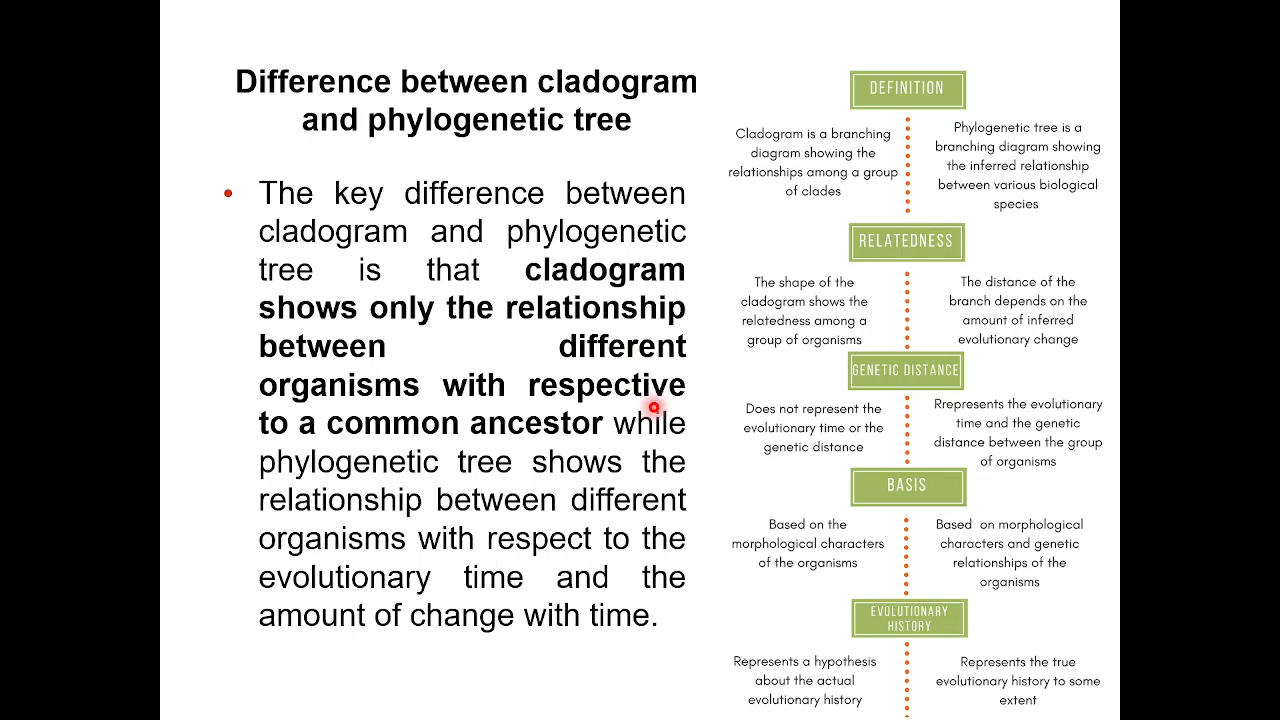 Difference between cladogram
and phylogenetic tree
• The key difference between
cladogram and phylogenetic
tree is that cladogram
shows only the relationship
between different
organisms with respective
to a common ancestor while
phylogenetic tree shows the
relationship between different
organisms with respect to the
evolutionary time and the
amount of change with time.
DEFINITION
Cladogram is a branching
diagram showing the
relationships among a group
of clades
Phylogenetic tree is a
branching diagram showing
the inferred relationship
between various biological
species
RELATEDNESS
The shape of the
cladogram shows the
relatedness among a
group of organisms
The distance of the
branch depends on the
amount of inferred
evolutionary change
GENETIC DISTANCE
Does not represent the
evolutionary time or the
genetic distance
Rrepresents the evolutionary
time and the genetic
distance between the group
of organisms
BASIS
Based on the
morphological characters
of the organisms
Based on morphological
characters and genetic
relationships of the
organisms
EVOLUTIONARY
HISTORY
Represents a hypothesis
about the actual
evolutionary history
Represents the true
evolutionary history to some
extent